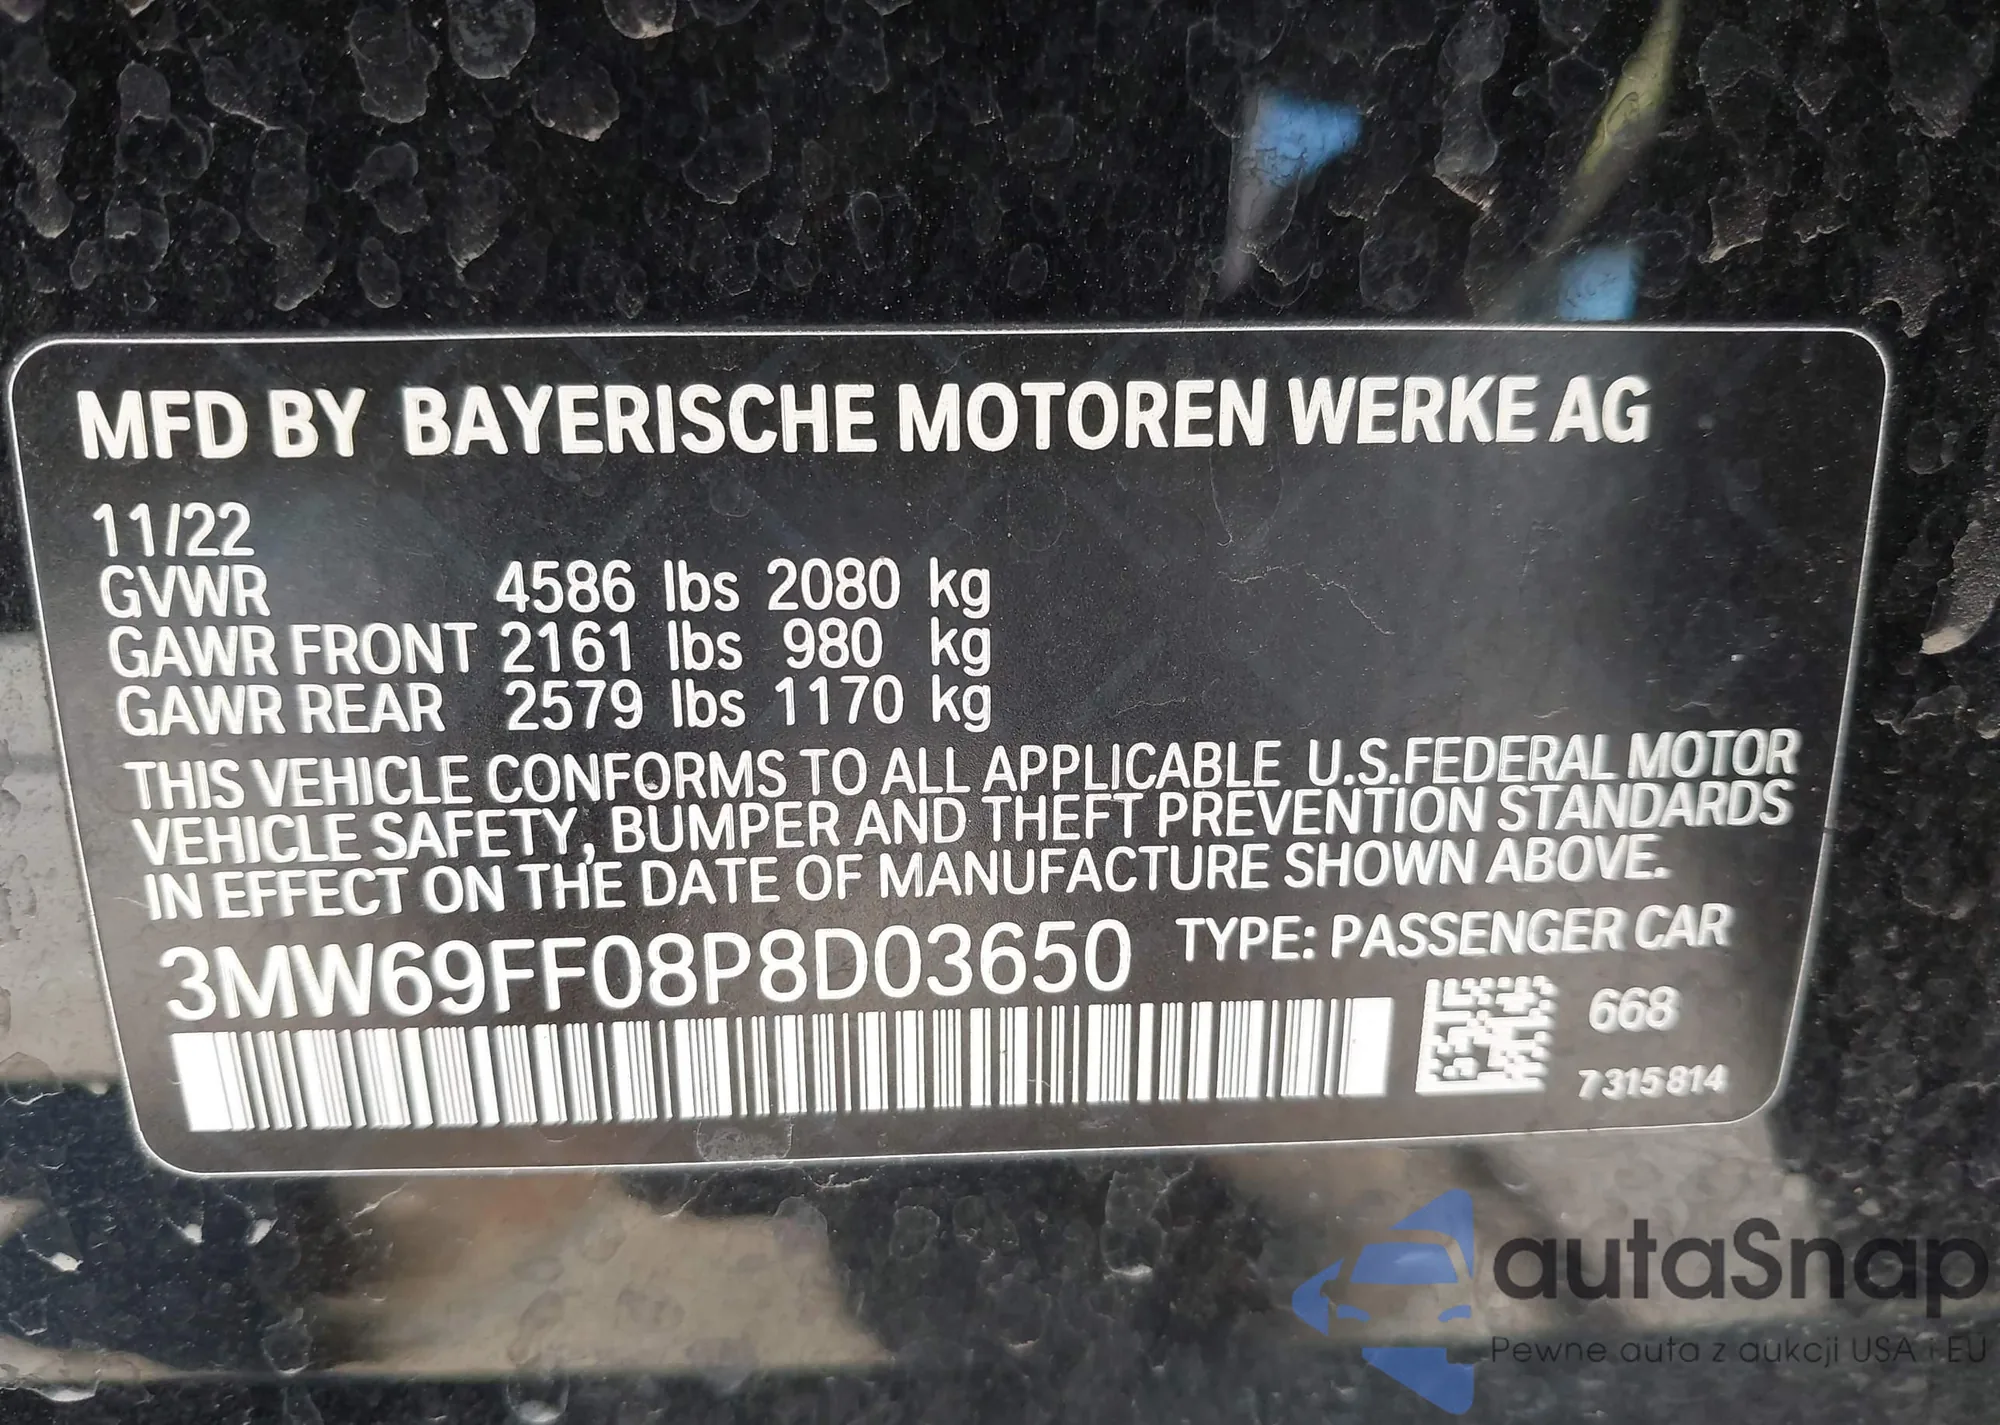 MFD BY BAYERISCHE MOTOREN WERKE AG
11/22
GVWR 4586 lbs 2080 kg
GAWR FRONT 2161 lbs 980 kg
GAWR REAR 2579 lbs 1170 kg
THIS VEHICLE CONFORMS TO ALL APPLICABLE U.S.FEDERAL MOTOR
VEHICLE SAFETY, BUMPER AND THEFT PREVENTION STANDARDS
IN EFFECT ON THE DATE OF MANUFACTURE SHOWN ABOVE.
3MW69FF08P8D03650 TYPE: PASSENGER CAR
668
7315814
autaSnap
Pewne auta z aukcji USA i EU